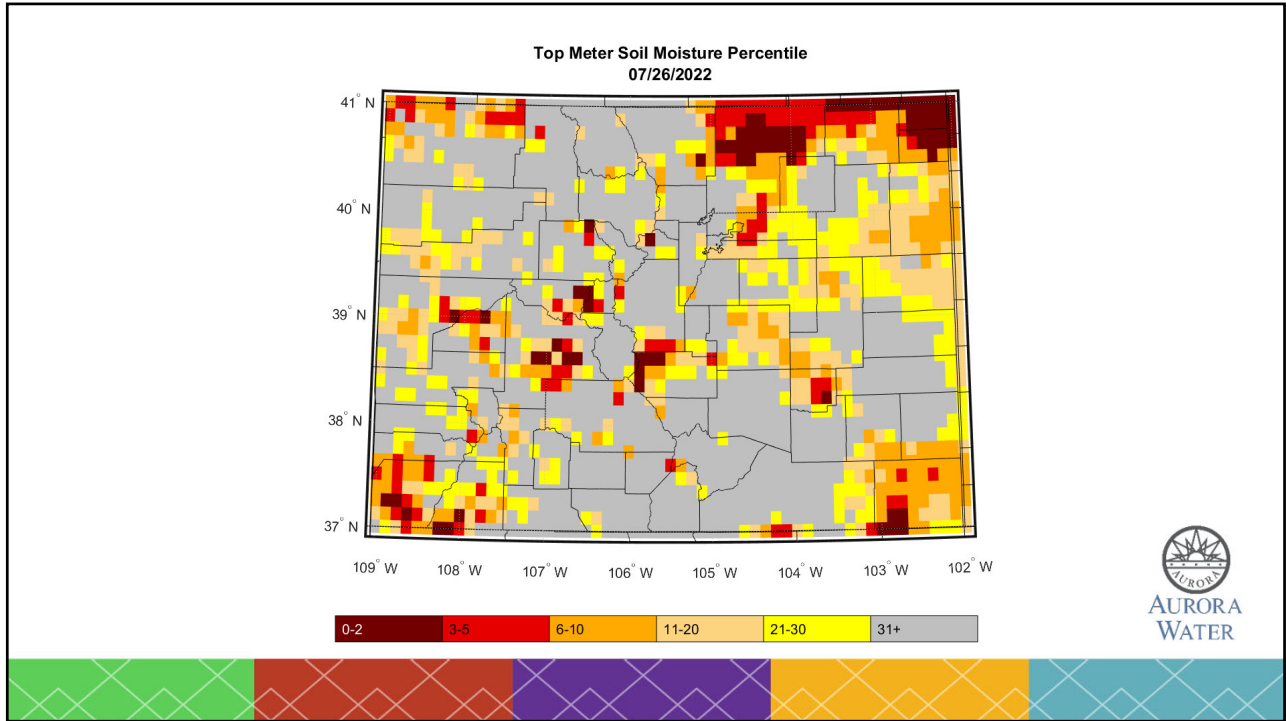 Top Meter Soil Moisture Percentile
07/26/2022
41° N
40° N
39° N
38° N
37° N
109° W 108° W 107° W 106° W 105° W 104° W 103° W 102° W
0-2 3-5 6-10 11-20 21-30 31+
AURORA
AURORA
WATER